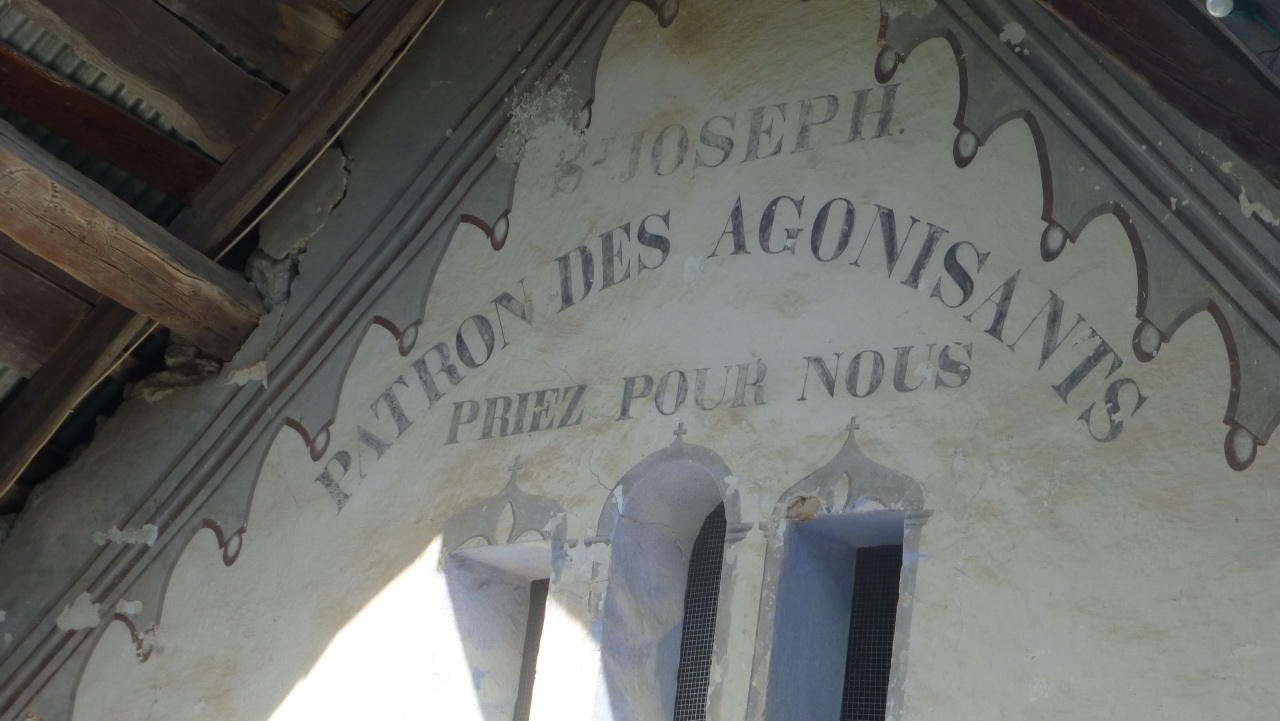 ST JOSEPH.
PATRON DES AGONISANTS
PRIEZ POUR NOUS